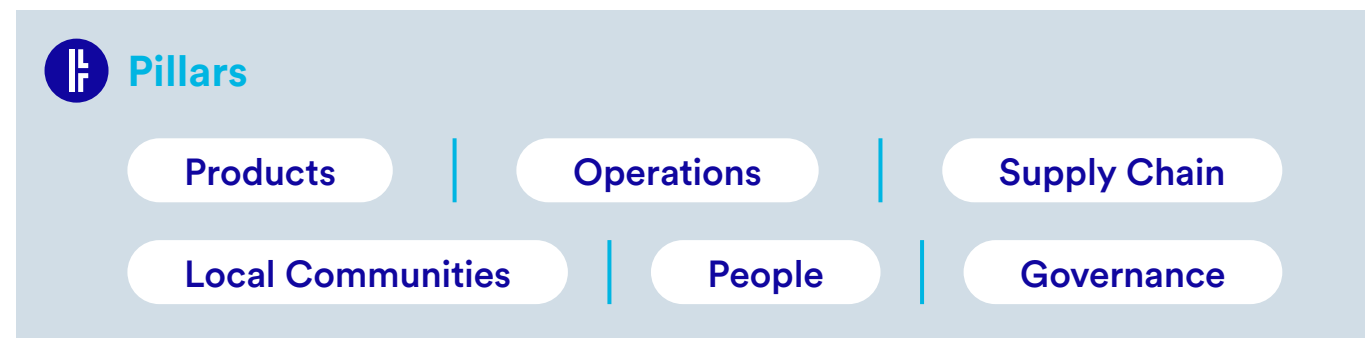 Pillars
Products
Operations
Supply Chain
Local Communities
People
Governance